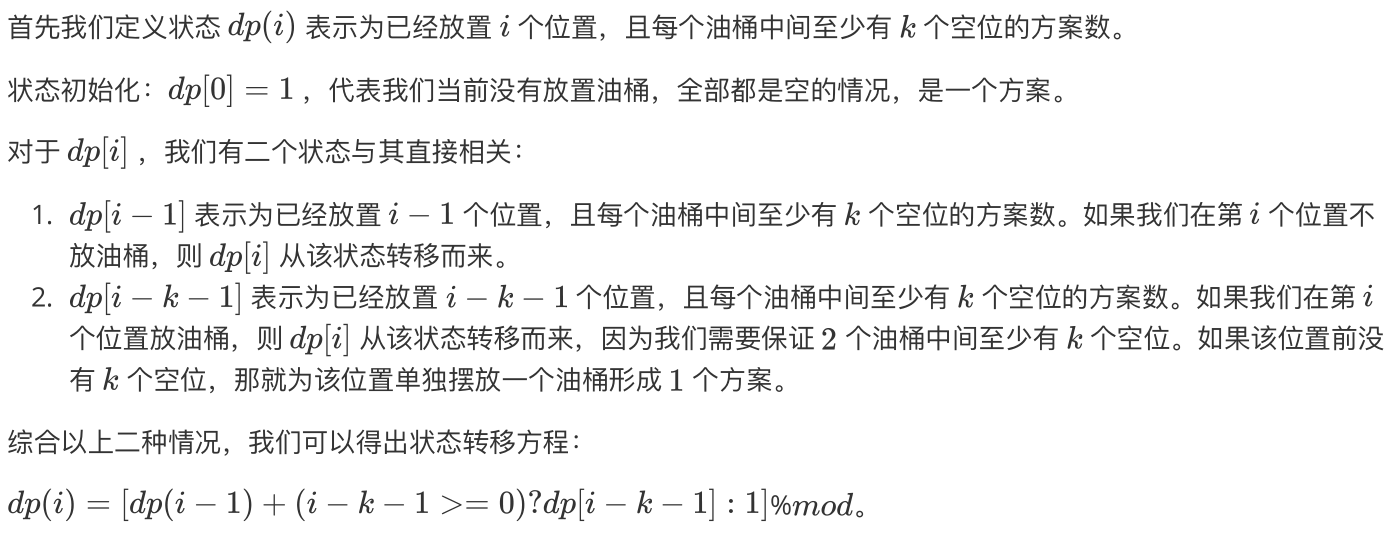 首先我们定义状态 dp(i) 表示为已经放置 i 个位置，且每个油桶中间至少有 k 个空位的方案数。
状态初始化：dp[0] = 1 ，代表我们当前没有放置油桶，全部都是空的情况，是一个方案。
对于 dp[i] ，我们有二个状态与其直接相关：
1. dp[i − 1] 表示为已经放置 i − 1 个位置，且每个油桶中间至少有 k 个空位的方案数。如果我们在第 i 个位置不
放油桶，则 dp[i] 从该状态转移而来。
2. dp[i − k − 1] 表示为已经放置 i − k − 1 个位置，且每个油桶中间至少有 k 个空位的方案数。如果我们在第 i
个位置放油桶，则 dp[i] 从该状态转移而来，因为我们需要保证 2 个油桶中间至少有 k 个空位。如果该位置前没
有 k 个空位，那就为该位置单独摆放一个油桶形成 1 个方案。
综合以上二种情况，我们可以得出状态转移方程：
dp(i) = [dp(i − 1) + (i − k − 1 >= 0)?dp[i − k − 1] : 1]%mod。